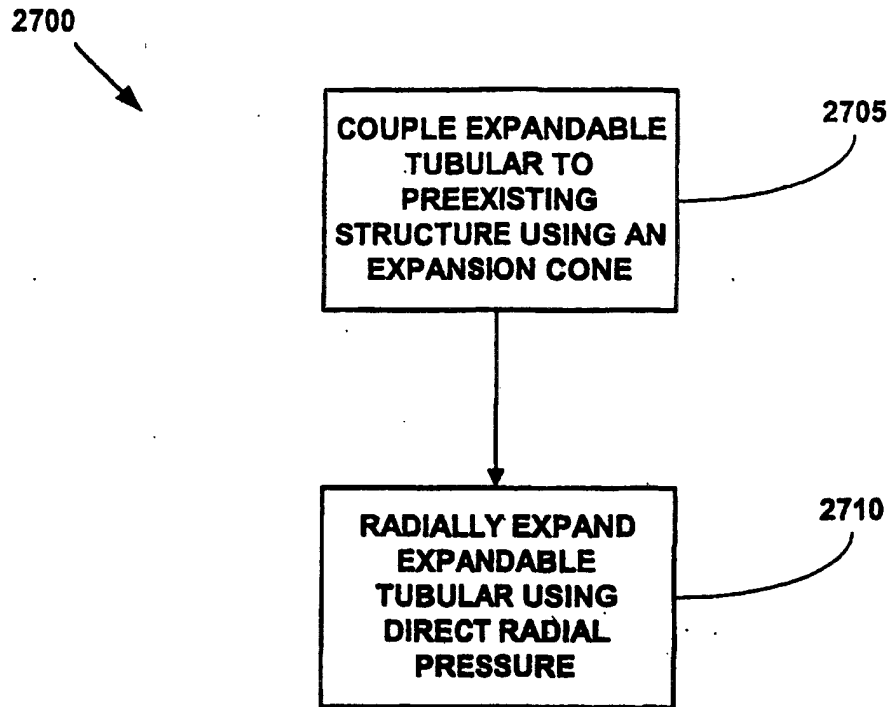 2700
2705
COUPLE EXPANDABLE
TUBULAR TO
PREEXISTING
STRUCTURE USING AN
EXPANSION CONE
2710
RADIALLY EXPAND
EXPANDABLE
TUBULAR USING
DIRECT RADIAL
PRESSURE